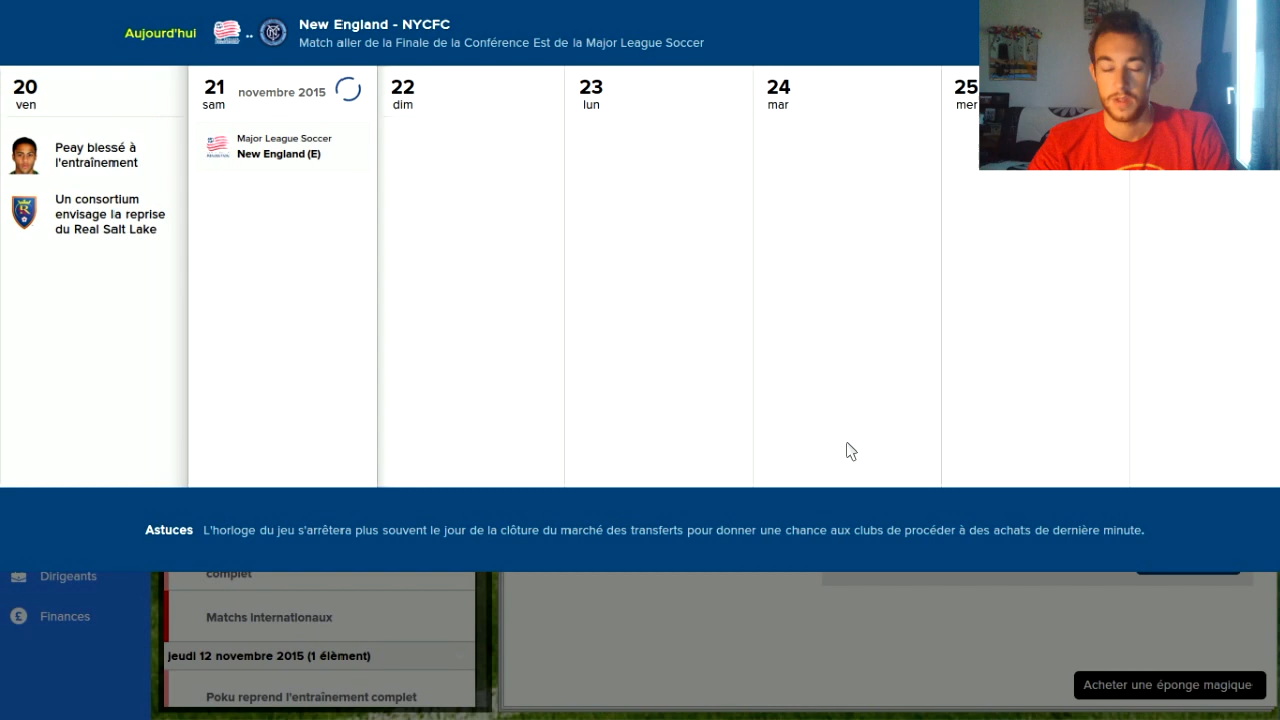 Aujourd'hui
New England - NYCFC
Match aller de la Finale de la Conférence Est de la Major League Soccer
20
ven
21
sam
novembre 2015
22
dim
23
lun
24
mar
25
mer
Peay blessé à
l'entraînement
Un consortium
envisage la reprise
du Real Salt Lake
Major League Soccer
New England (E)
Astuces L'horloge du jeu s'arrêtera plus souvent le jour de la clôture du marché des transferts pour donner une chance aux clubs de procéder à des achats de dernière minute.
Dirigeants
Finances
complet
Matchs internationaux
jeudi 12 novembre 2015 (1 élèment)
Poku reprend l'entraînement complet
Acheter une éponge magique